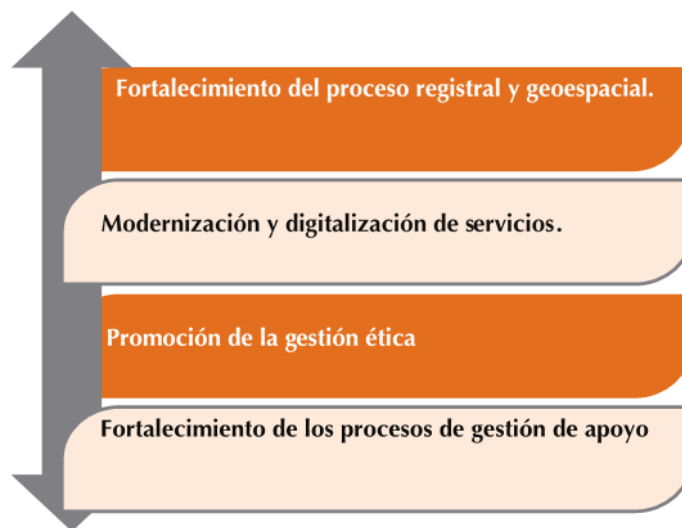 Fortalecimiento del proceso registral y geoespacial.
Modernización y digitalización de servicios.
Promoción de la gestión ética
Fortalecimiento de los procesos de gestión de apoyo